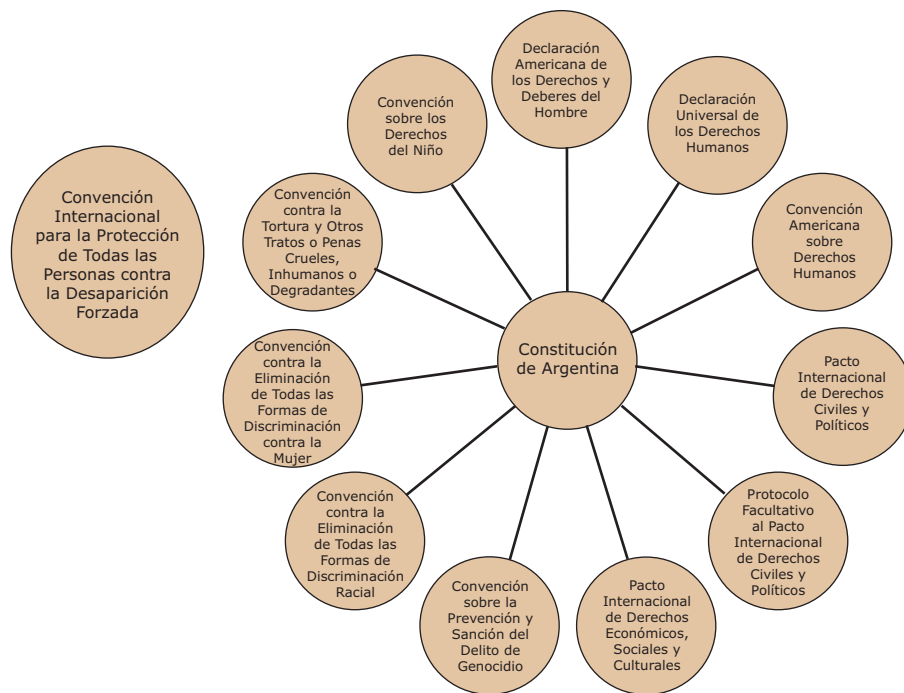 Convención
Internacional
para la Protección
de Todas las
Personas contra
la Desaparición
Forzada
Declaración
Americana de
los Derechos y
Deberes del
Hombre
Declaración
Universal de
los Derechos
Humanos
Convención
Americana
sobre
Derechos
Humanos
Pacto
Internacional
de Derechos
Civiles y
Políticos
Protocolo
Facultativo
al Pacto
Internacional
de Derechos
Civiles y
Políticos
Pacto
Internacional
de Derechos
Económicos,
Sociales y
Culturales
Convención
sobre la
Prevención y
Sanción del
Delito de
Genocidio
Convención
contra la
Eliminación
de Todas las
Formas de
Discriminación
Racial
Convención
contra la
Eliminación
de Todas las
Formas de
Discriminación
contra la
Mujer
Convención
contra la
Tortura y Otros
Tratos o Penas
Crueles,
Inhumanos o
Degradantes
Convención
sobre los
Derechos
del Niño
Constitución
de Argentina